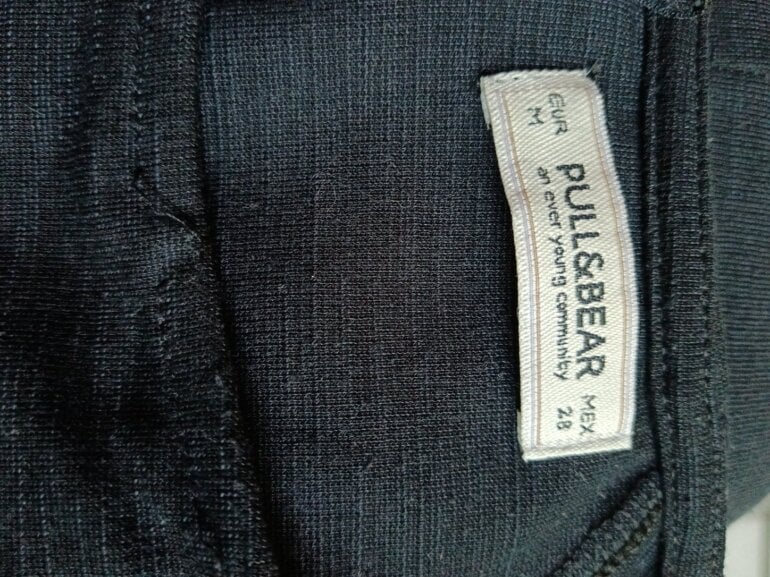 EUR PULL&BEAR MEX
M an ever young community 28